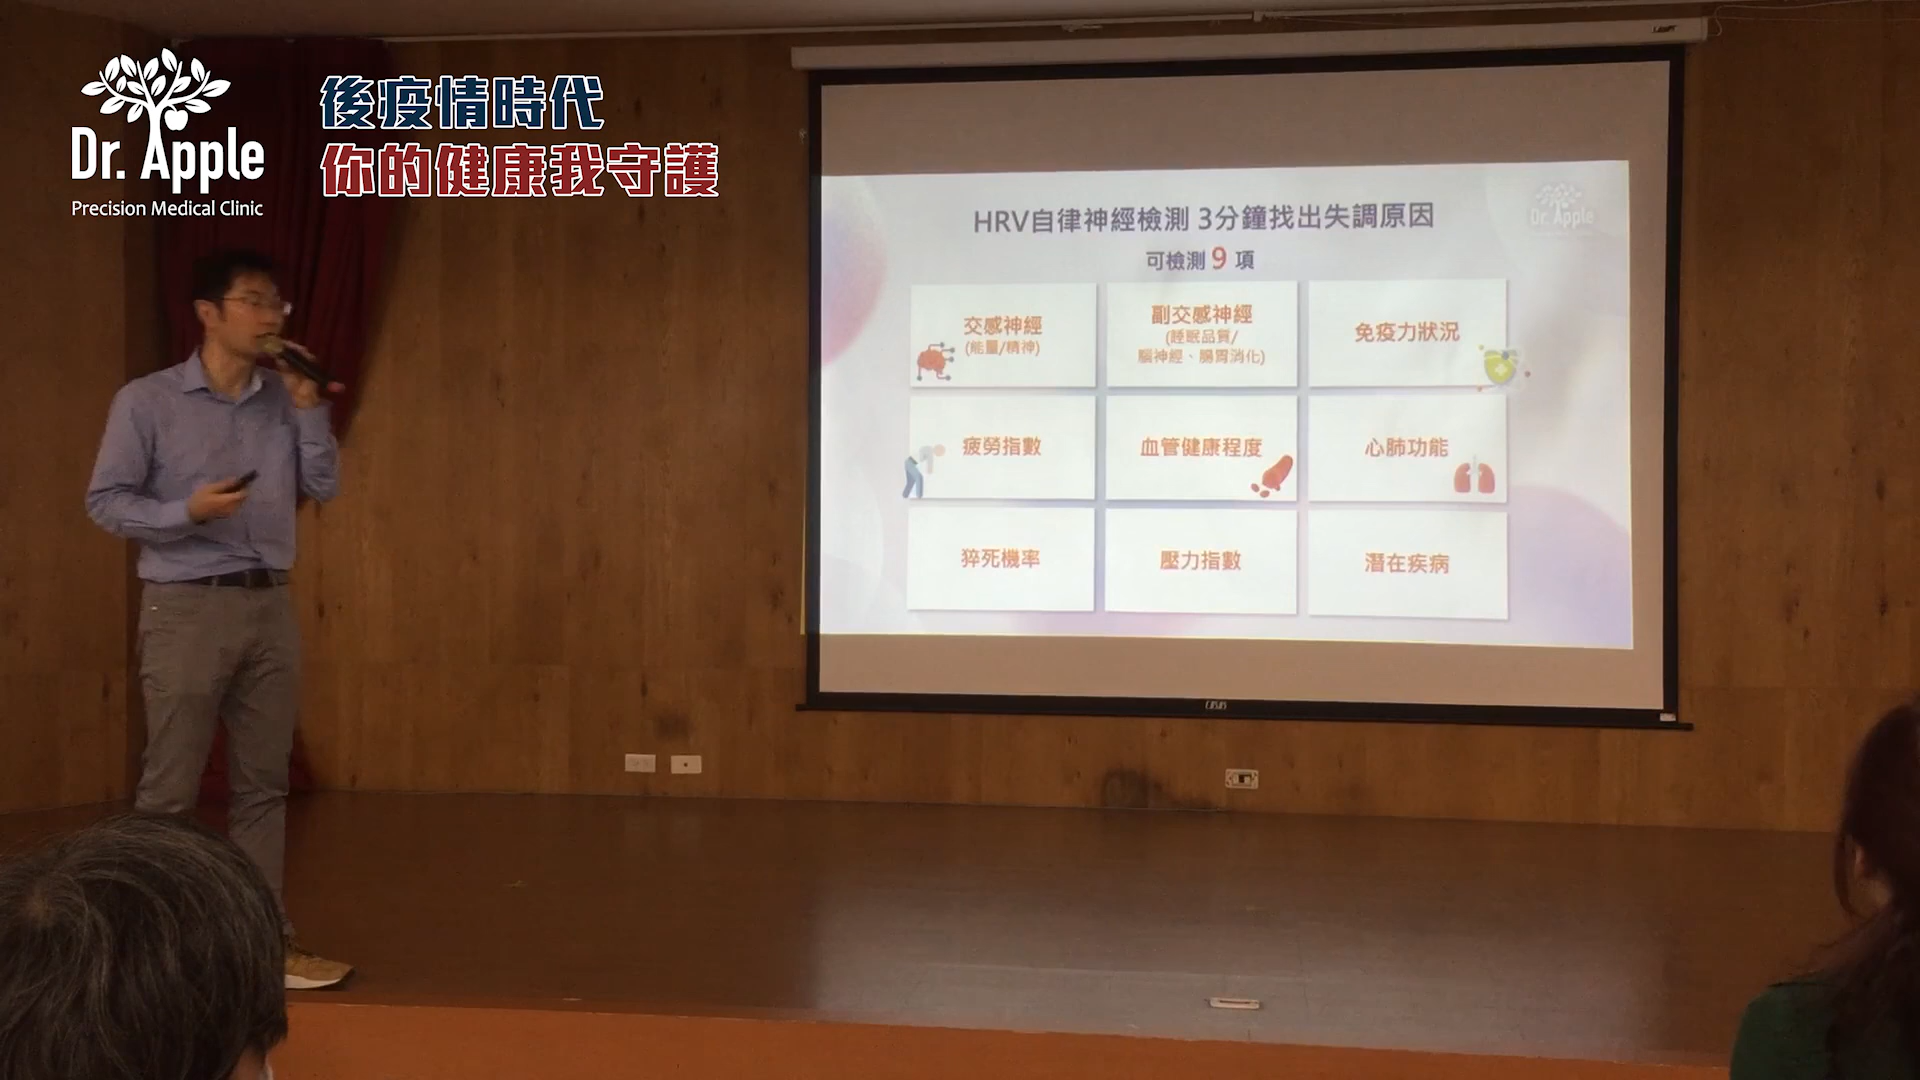 Dr. Apple
Precision Medical Clinic
後疫情時代
你的健康我守護
Dr. Apple
HRV自律神經檢測 3分鐘找出失調原因
可檢測 9 項
交感神經
(能量/精神)
副交感神經
(睡眠品質/
腦神經、腸胃消化)
免疫力狀況
疲勞指數
血管健康程度
心肺功能
猝死機率
壓力指數
潛在疾病